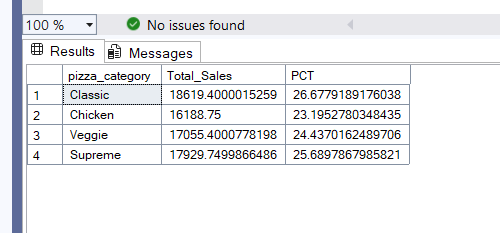 100 % No issues found
Results Messages
pizza_category Total_Sales PCT
1 Classic 18619.4000015259 26.6779189176038
2 Chicken 16188.75 23.1952780348435
3 Veggie 17055.4000778198 24.4370162489706
4 Supreme 17929.7499866486 25.6897867985821